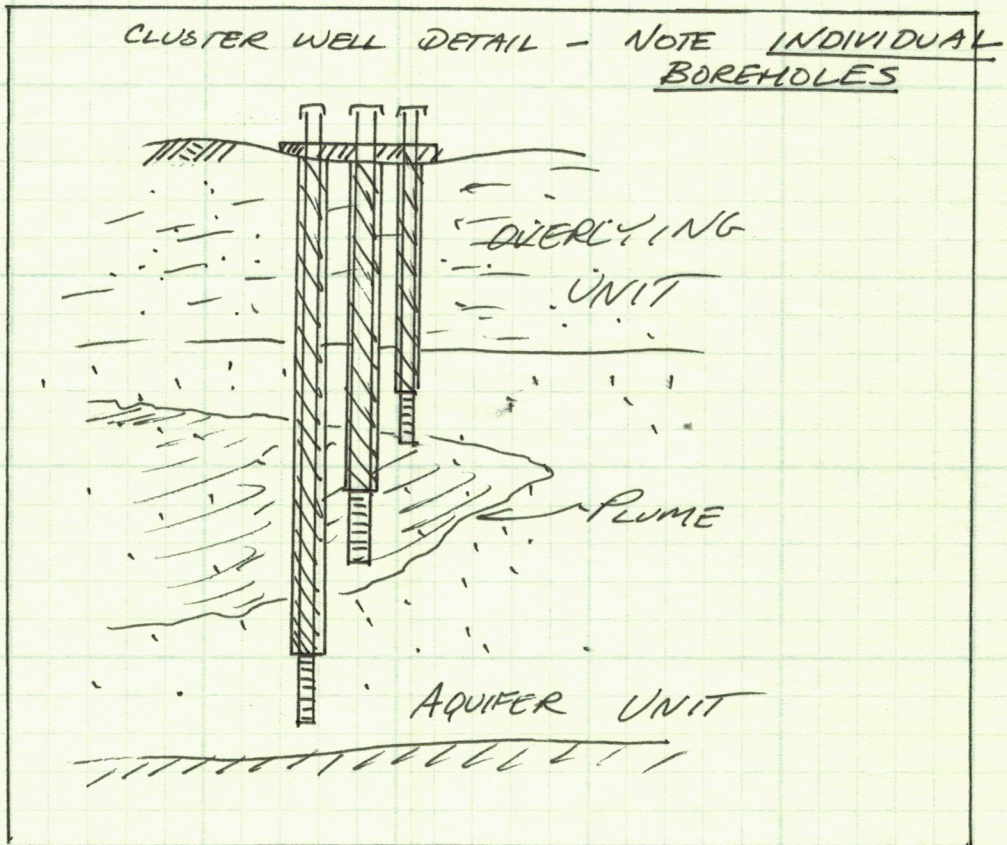 CLUSTER WELL DETAIL - NOTE INDIVIDUAL
BOREHOLES
OVERLYING
UNIT
PLUME
AQUIFER UNIT